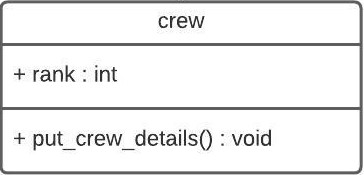 crew
+ rank : int
+ put_crew_details() : void